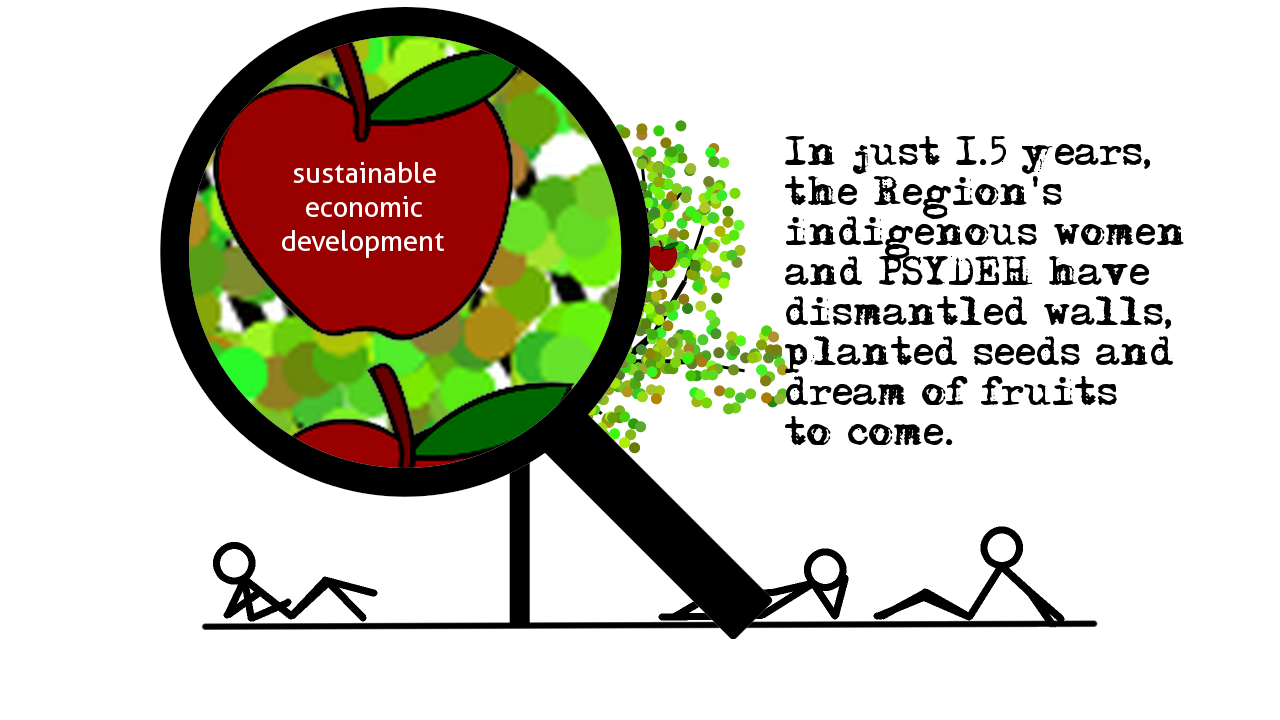 sustainable
economic
development
In just 1.5 years,
the Region's
indigenous women
and PSYDEH have
dismantled walls,
planted seeds and
dream of fruits
to come.